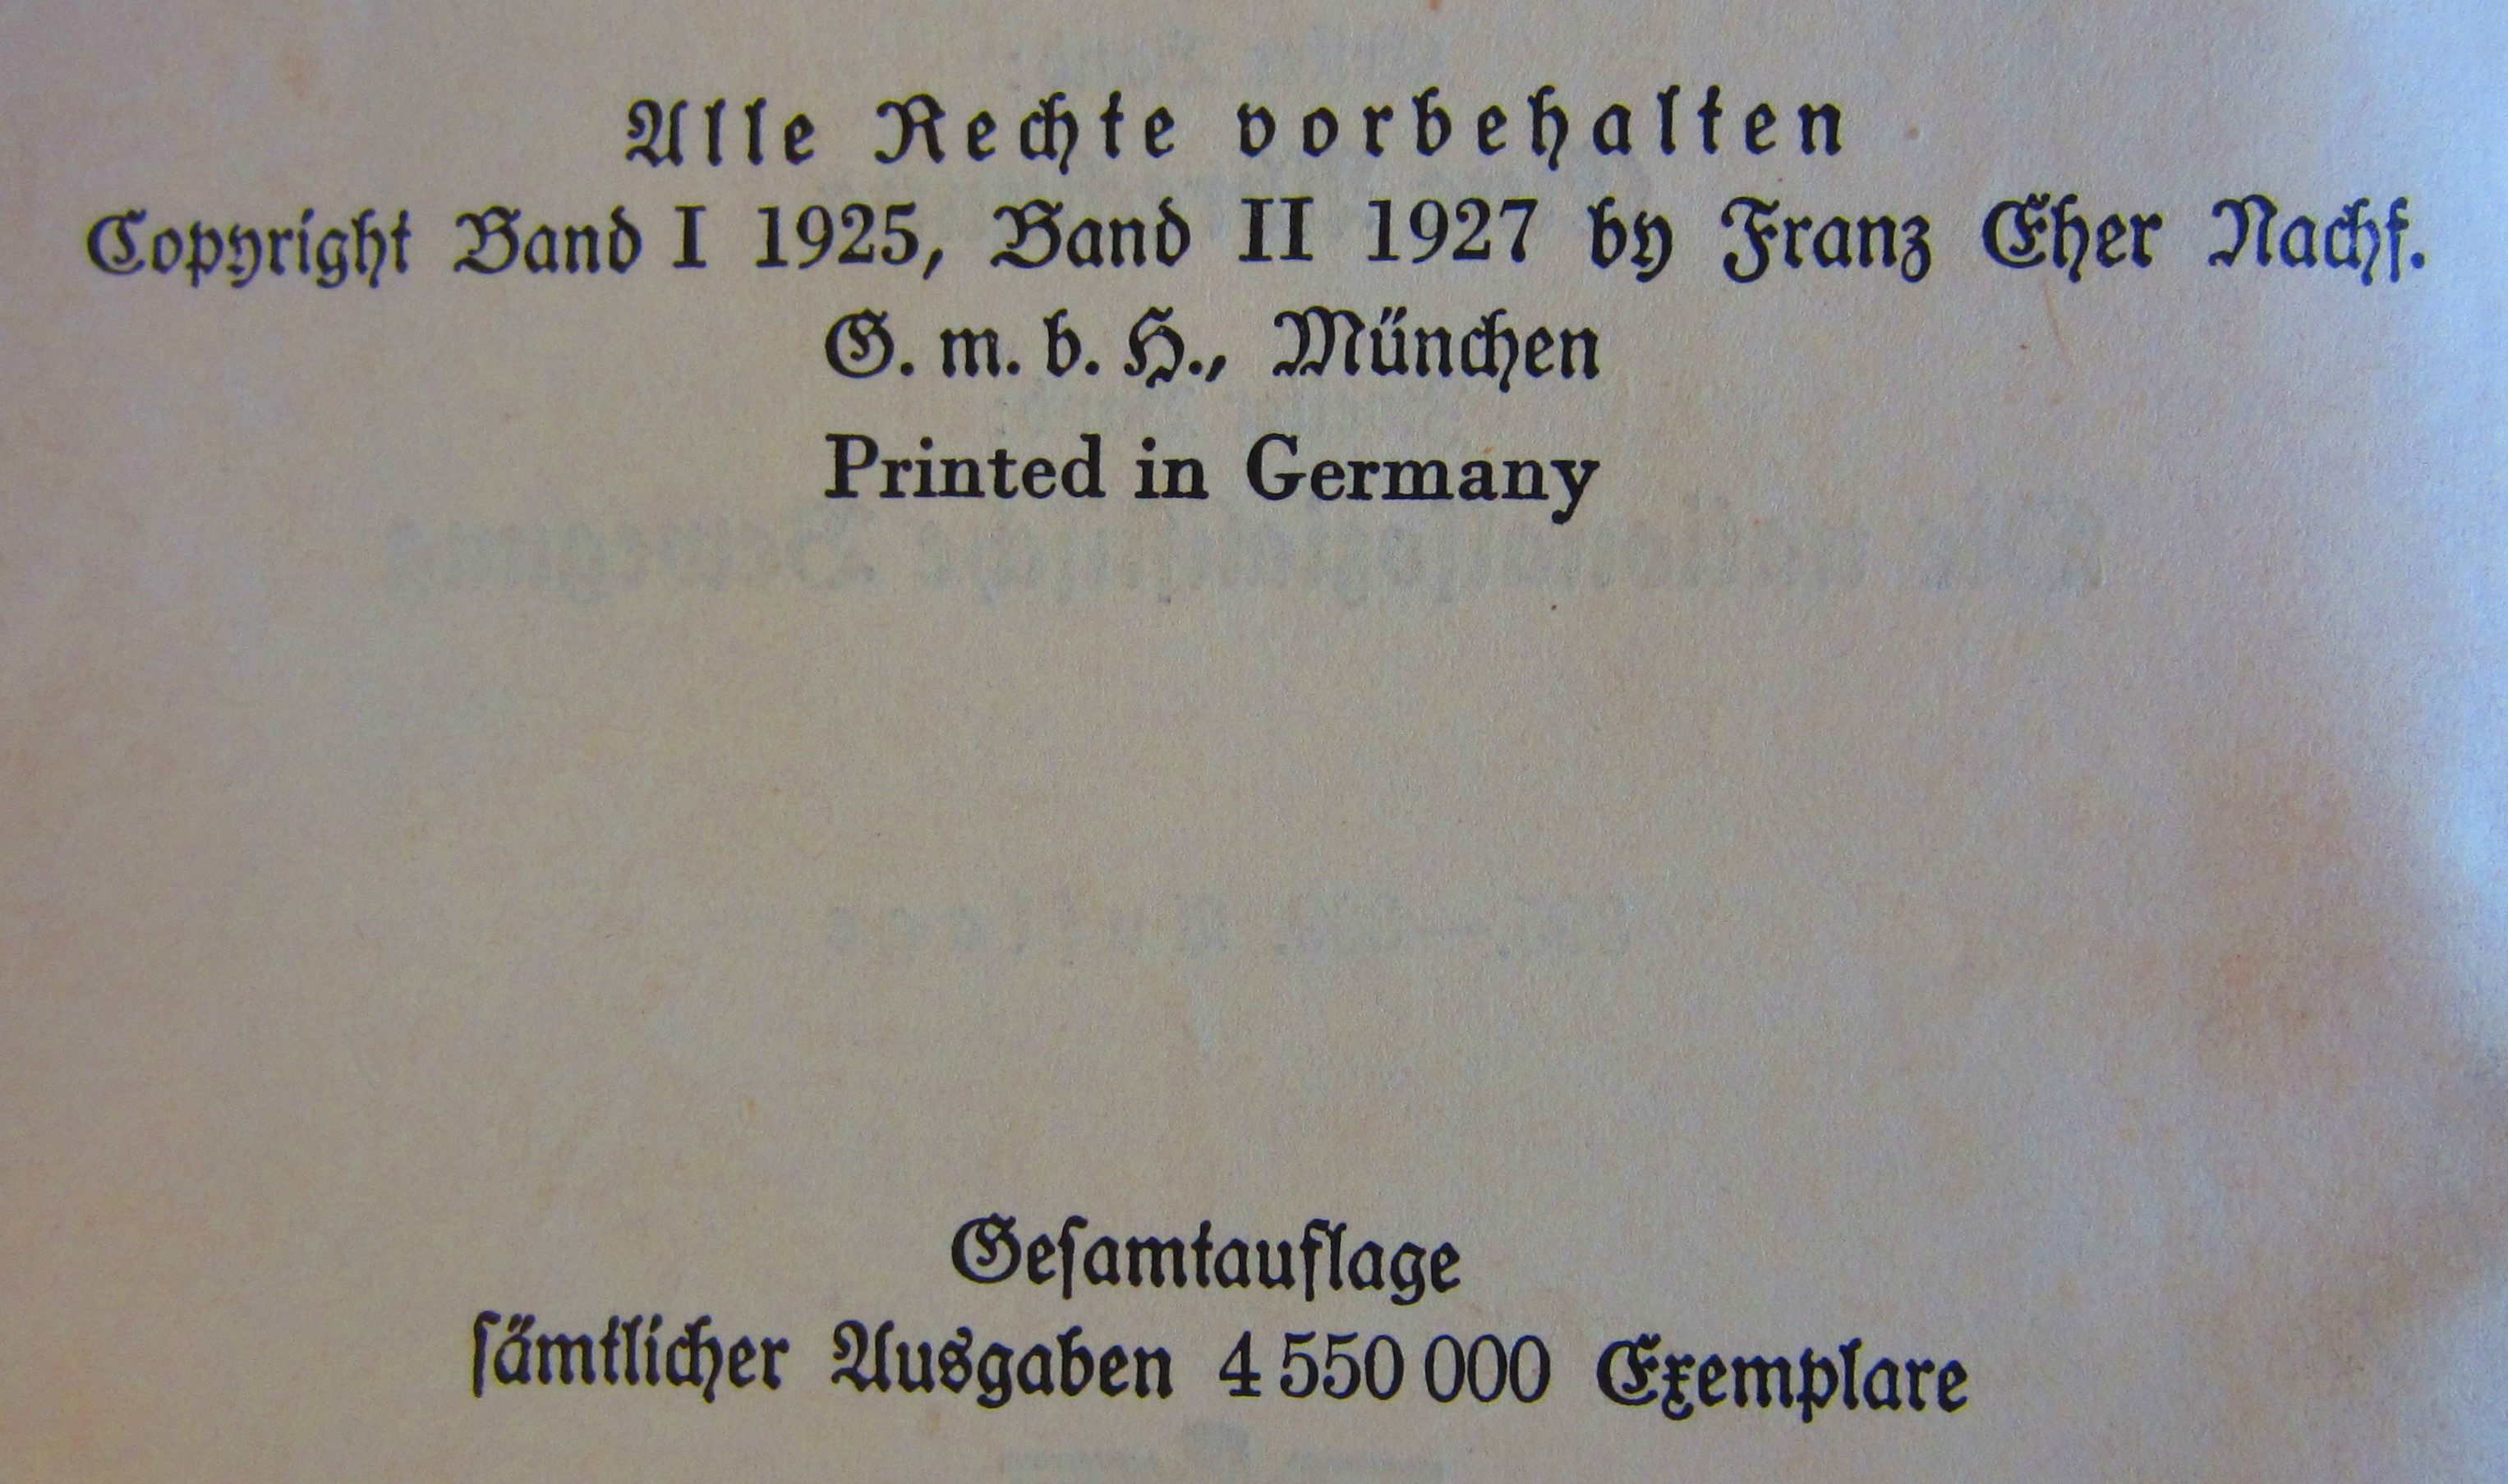 Alle Rechte vorbehalten
Copyright Band I 1925, Band II 1927 by Franz Eher Nachf.
G. m. b. H., München
Printed in Germany
Gesamtauflage
sämtlicher Ausgaben 4 550 000 Exemplare